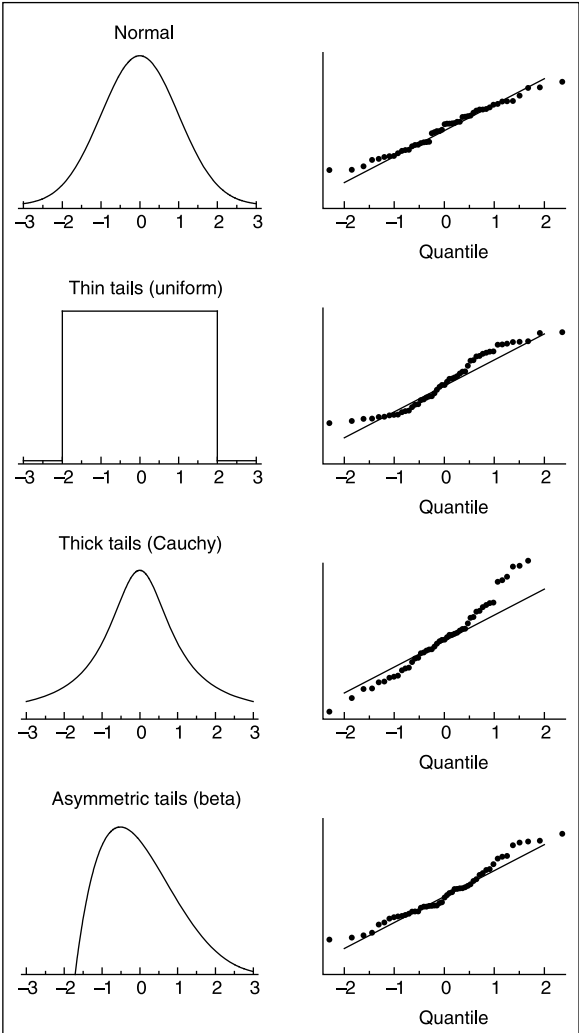 Normal
–3 –2 –1 0 1 2 3
–2 –1 0 1 2
Quantile
Thin tails (uniform)
–3 –2 –1 0 1 2 3
–2 –1 0 1 2
Quantile
Thick tails (Cauchy)
–3 –2 –1 0 1 2 3
–2 –1 0 1 2
Quantile
Asymmetric tails (beta)
–3 –2 –1 0 1 2 3
–2 –1 0 1 2
Quantile